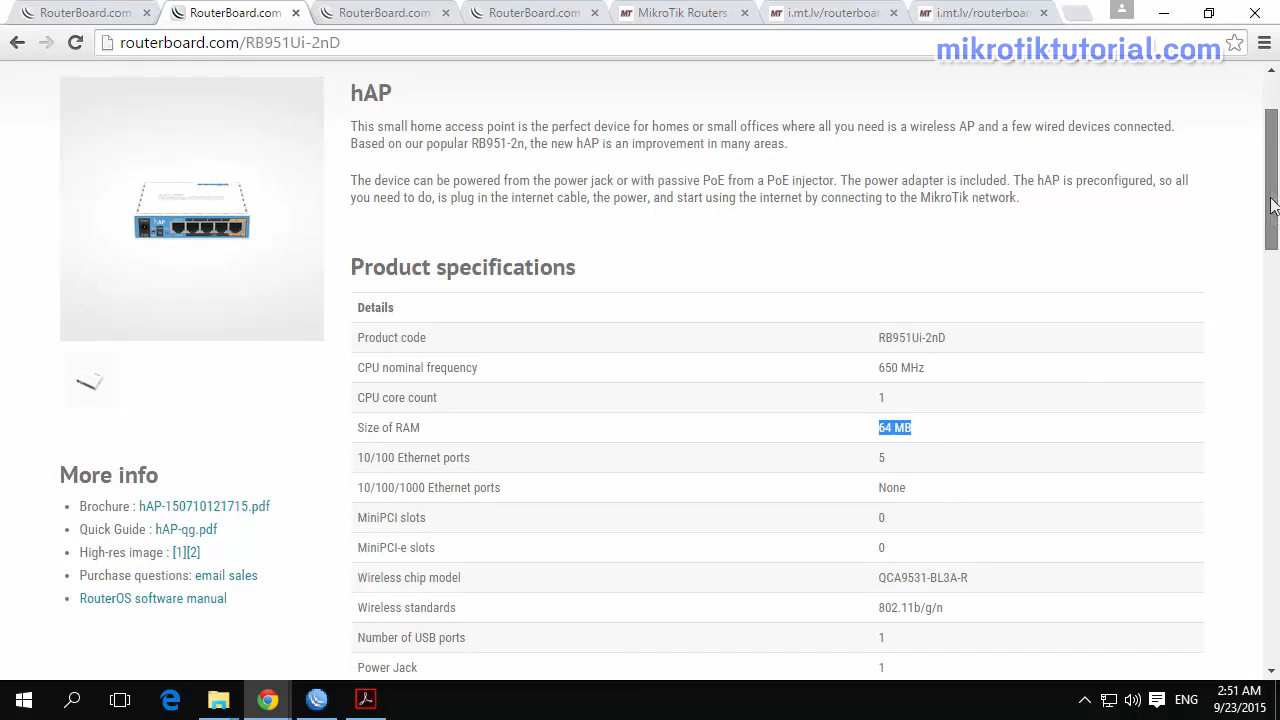 RouterBoard.com
RouterBoard.com
RouterBoard.com
RouterBoard.com
MikroTik Routers
i.mt.lv/routerboar
i.mt.lv/routerboar
routerboard.com/RB951Ui-2nD
mikrotiktutorial.com
hAP
This small home access point is the perfect device for homes or small offices where all you need is a wireless AP and a few wired devices connected.
Based on our popular RB951-2n, the new hAP is an improvement in many areas.
The device can be powered from the power jack or with passive PoE from a PoE injector. The power adapter is included. The hAP is preconfigured, so all
you need to do, is plug in the internet cable, the power, and start using the internet by connecting to the MikroTik network.
Product specifications
Details
Product code RB951Ui-2nD
CPU nominal frequency 650 MHz
CPU core count 1
Size of RAM 64 MB
10/100 Ethernet ports 5
10/100/1000 Ethernet ports None
MiniPCI slots 0
MiniPCI-e slots 0
Wireless chip model QCA9531-BL3A-R
Wireless standards 802.11b/g/n
Number of USB ports 1
Power Jack 1
More info
Brochure : hAP-150710121715.pdf
Quick Guide : hAP-qg.pdf
High-res image : [1][2]
Purchase questions: email sales
RouterOS software manual
ENG
2:51 AM
9/23/2015